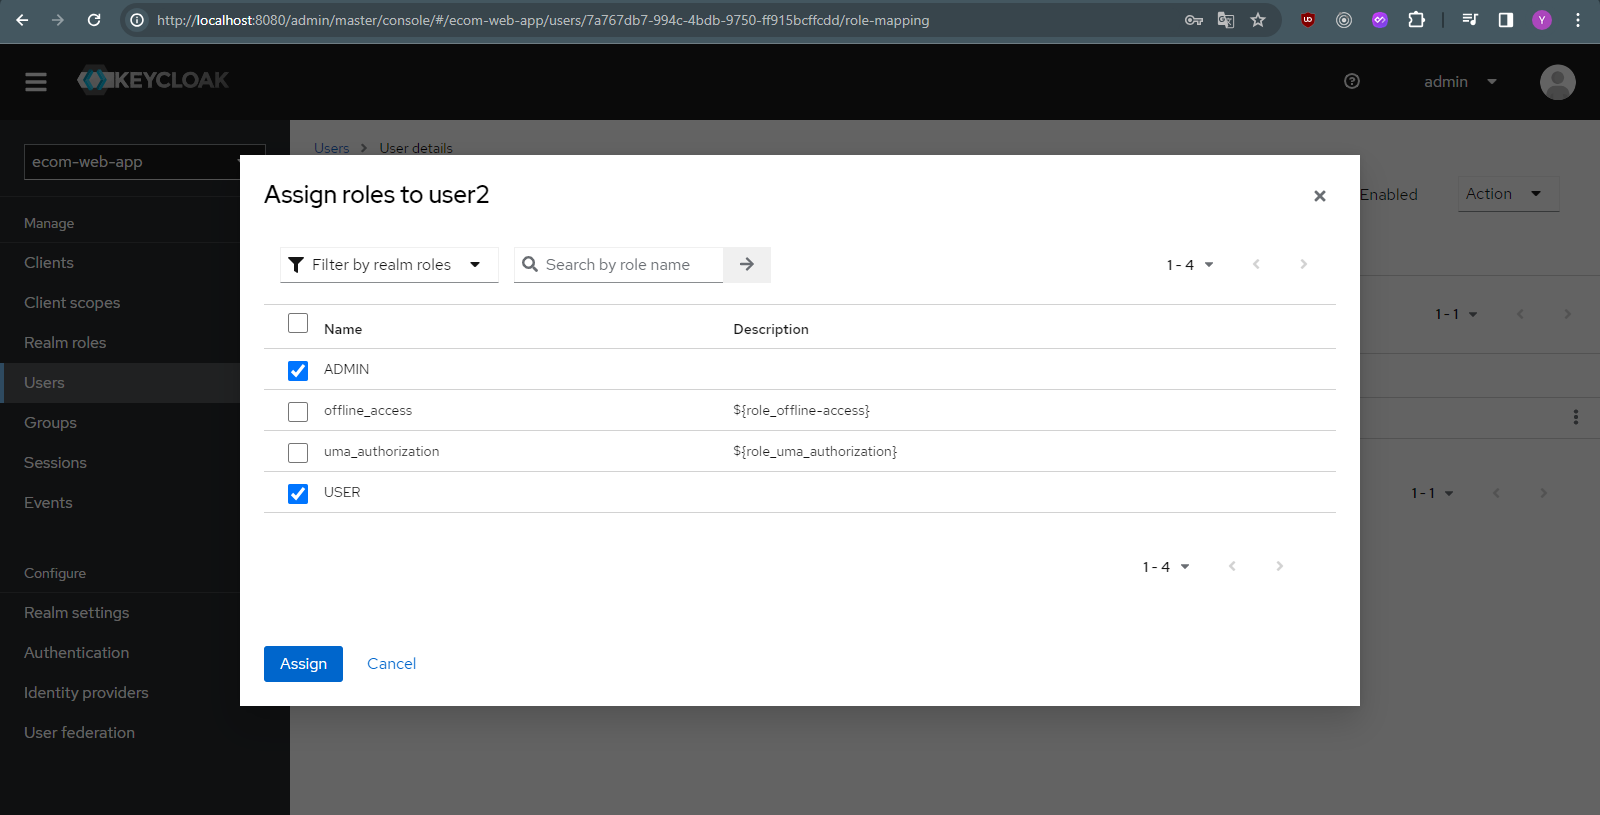 http://localhost:8080/admin/master/console/#/ecom-web-app/users/7a767db7-994c-4bdb-9750-ff915bcffcdd/role-mapping
Y
KEYCLOAK
admin
ecom-web-app
Users
User details
Enabled
Action
Manage
Clients
Client scopes
Realm roles
Users
Groups
Sessions
Events
Configure
Realm settings
Authentication
Identity providers
User federation
Assign roles to user2
Filter by realm roles
Search by role name
1 - 4
Name Description
ADMIN
offline_access ${role_offline-access}
uma_authorization ${role_uma_authorization}
USER
1 - 4
Assign Cancel
1 - 1
1 - 1